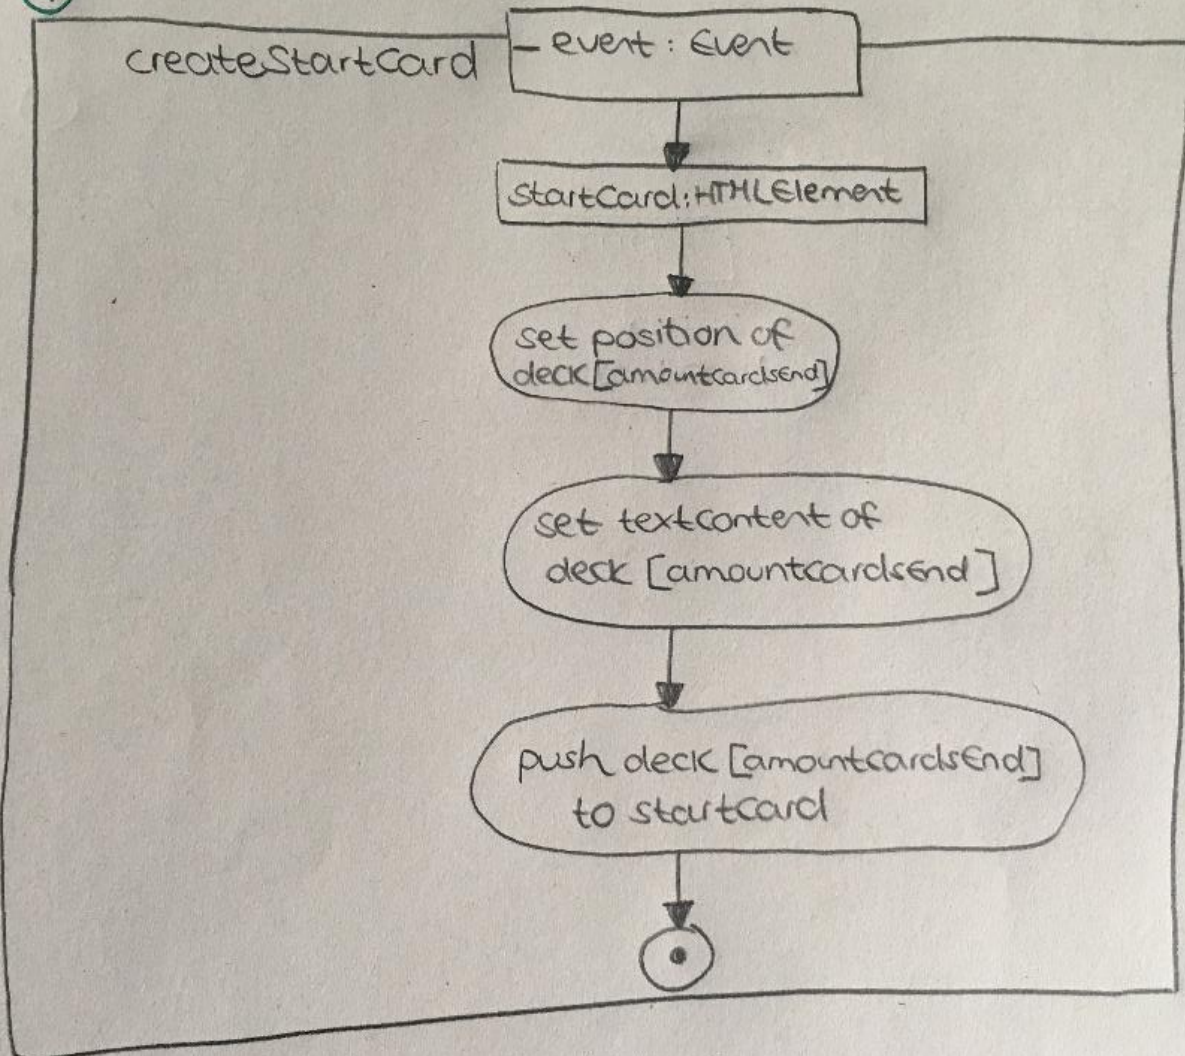 createStartCard
- event : Event
StartCard:HTMLElement
set position of
deck[amountcardsEnd]
set textcontent of
deck [amountcardsEnd]
push deck [amountcardsEnd]
to startcard